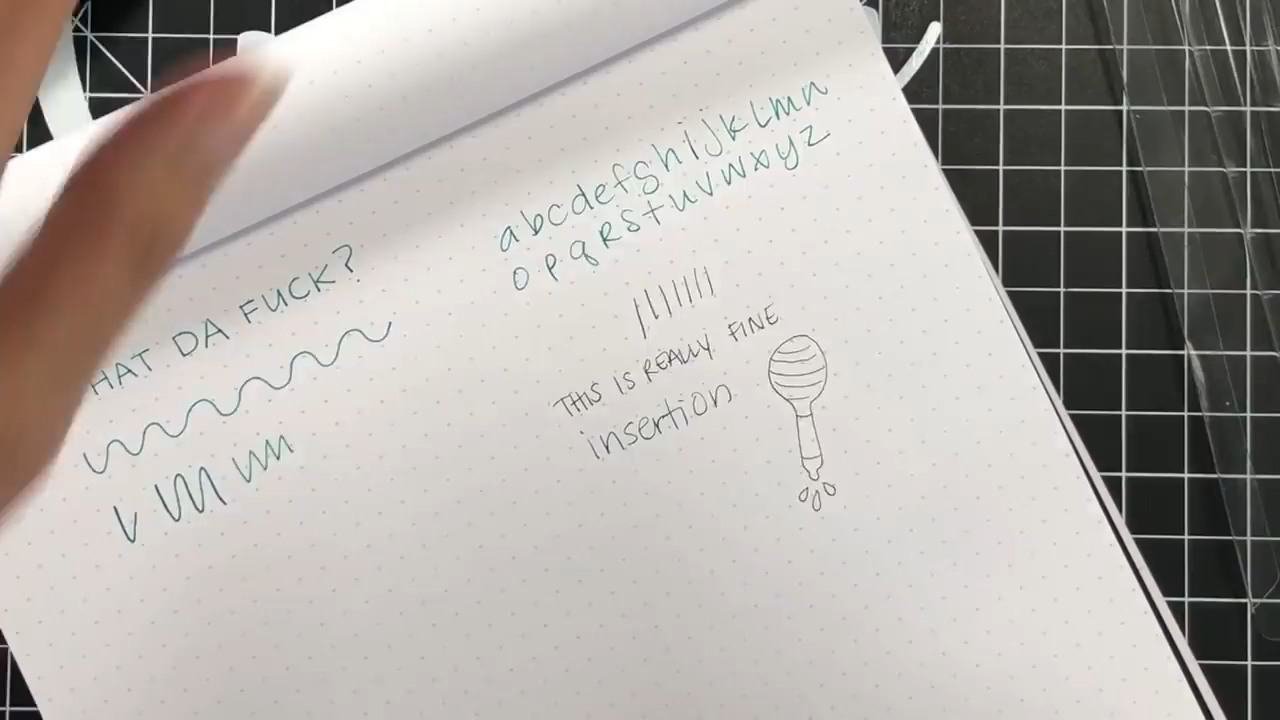 HAT DA FUCK?
abcdefghijklmn
opqrstuvwxyz
THIS IS REALLY FINE
insertion